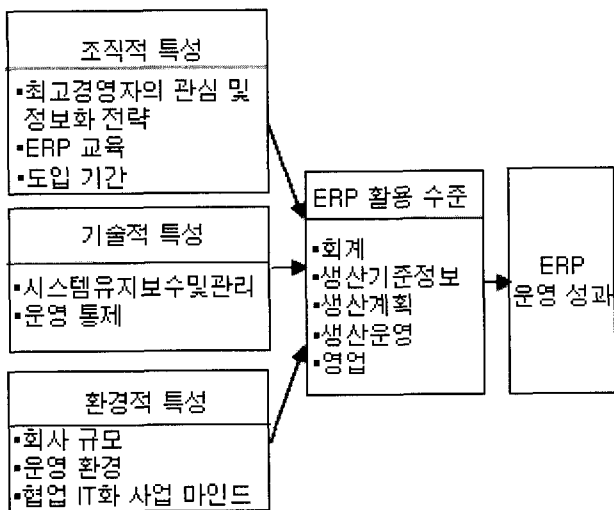 조직적 특성
▪최고경영자의 관심 및
정보화 전략
▪ERP 교육
▪도입 기간
기술적 특성
▪시스템유지보수및관리
▪운영 통제
환경적 특성
▪회사 규모
▪운영 환경
▪협업 IT화 사업 마인드
ERP 활용 수준
▪회계
▪생산기준정보
▪생산계획
▪생산운영
▪영업
ERP
운영 성과